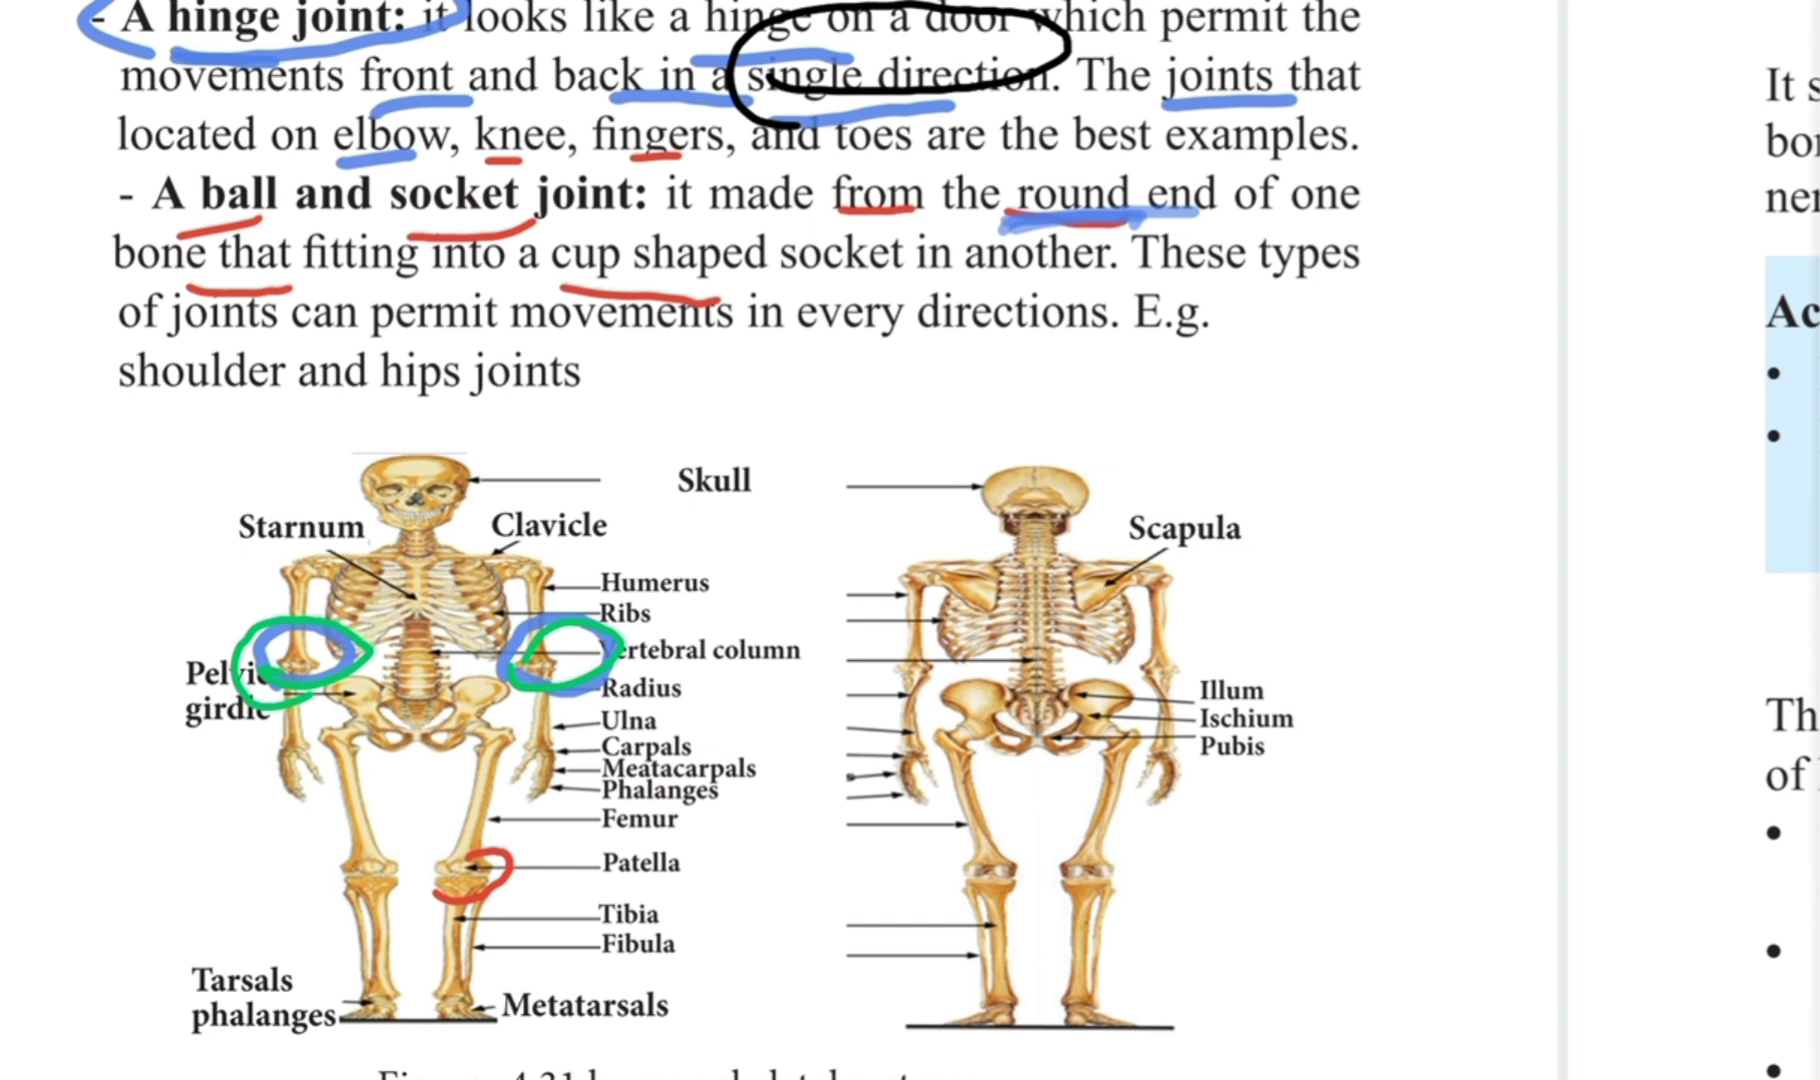 - A hinge joint: it looks like a hinge on a door which permit the
movements front and back in a single direction. The joints that
located on elbow, knee, fingers, and toes are the best examples.
- A ball and socket joint: it made from the round end of one
bone that fitting into a cup shaped socket in another. These types
of joints can permit movements in every directions. E.g.
shoulder and hips joints
Skull
Starnum
Clavicle
Scapula
Humerus
Ribs
Vertebral column
Pelvic
girdle
Radius
Ulna
Carpals
Meatacarpals
Phalanges
Femur
Patella
Tibia
Fibula
Tarsals
phalanges
Metatarsals
Illum
Ischium
Pubis
It s
Ac
Th
of